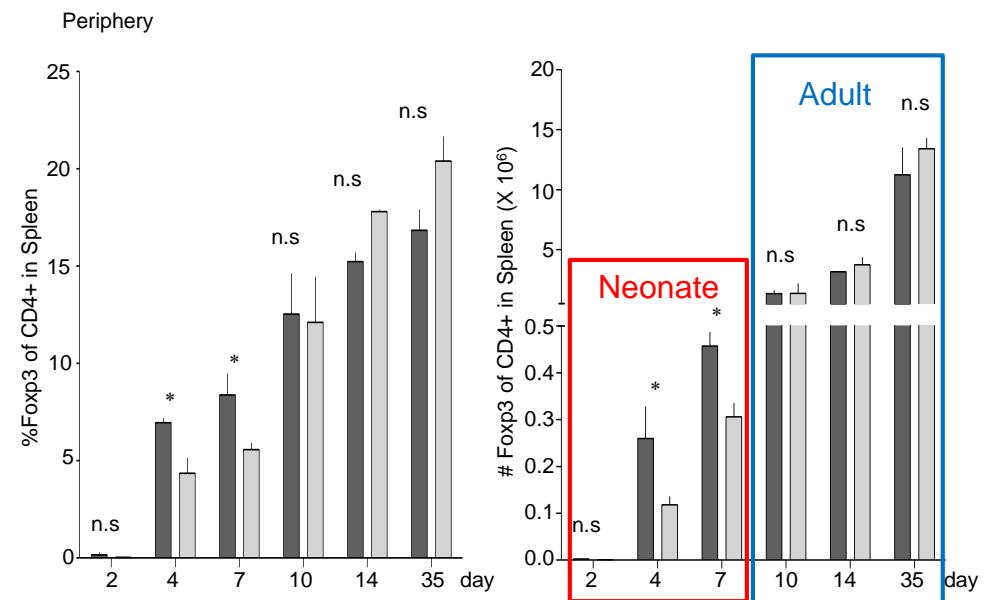 Periphery
%Foxp3 of CD4+ in Spleen
25
20
15
10
5
0
n.s
*
*
n.s
n.s
n.s
2 4 7 10 14 35 day
# Foxp3 of CD4+ in Spleen (X 10⁶)
20
15
10
5
0.5
0.4
0.3
0.2
0.1
0.0
Neonate
Adult
n.s
*
*
n.s
n.s
n.s
2 4 7 10 14 35 day